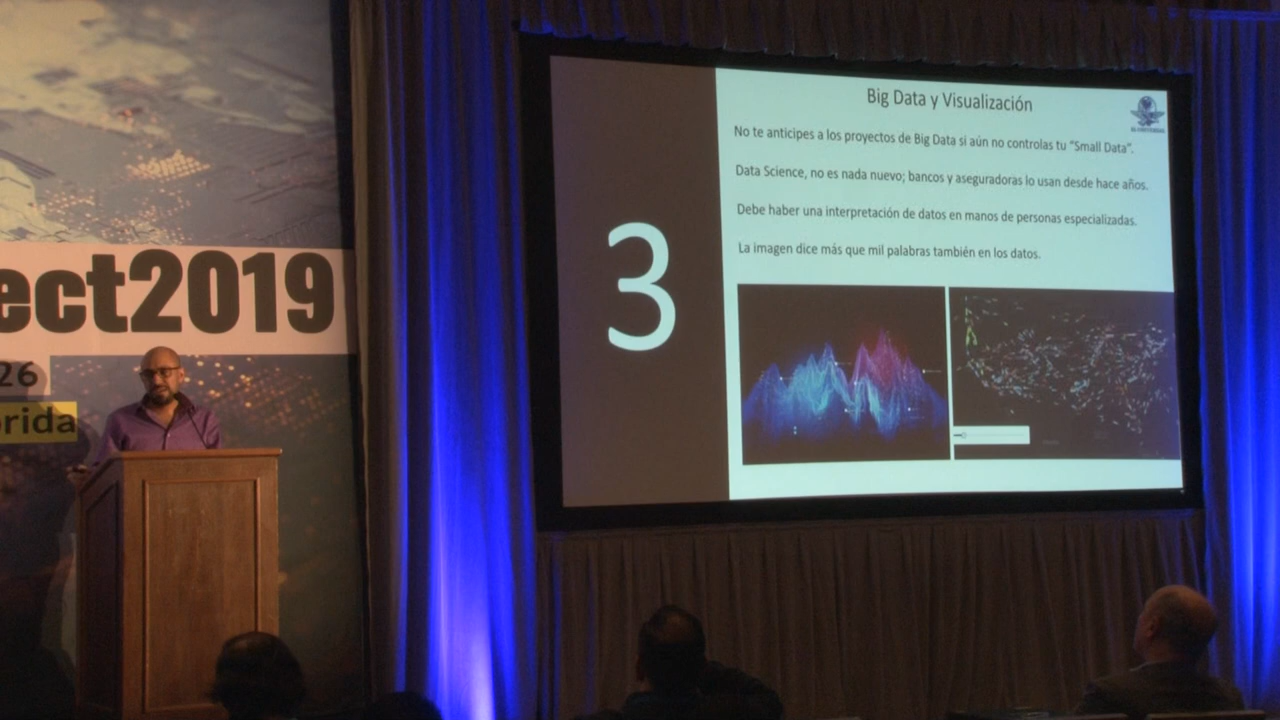 ect2019
26
rida
3
Big Data y Visualización
No te anticipes a los proyectos de Big Data si aún no controlas tu “Small Data”.
Data Science, no es nada nuevo; bancos y aseguradoras lo usan desde hace años.
Debe haber una interpretación de datos en manos de personas especializadas.
La imagen dice más que mil palabras también en los datos.